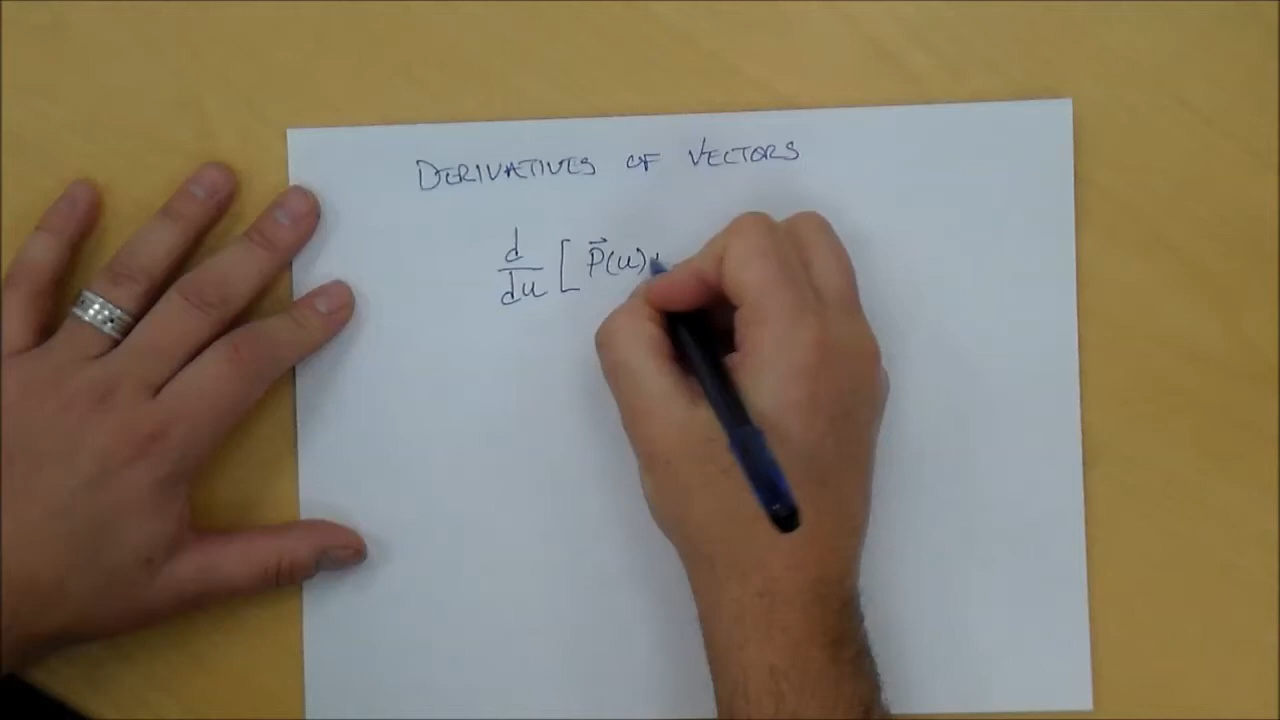 DERIVATIVES OF VECTORS
d/du [ P⃗(u)